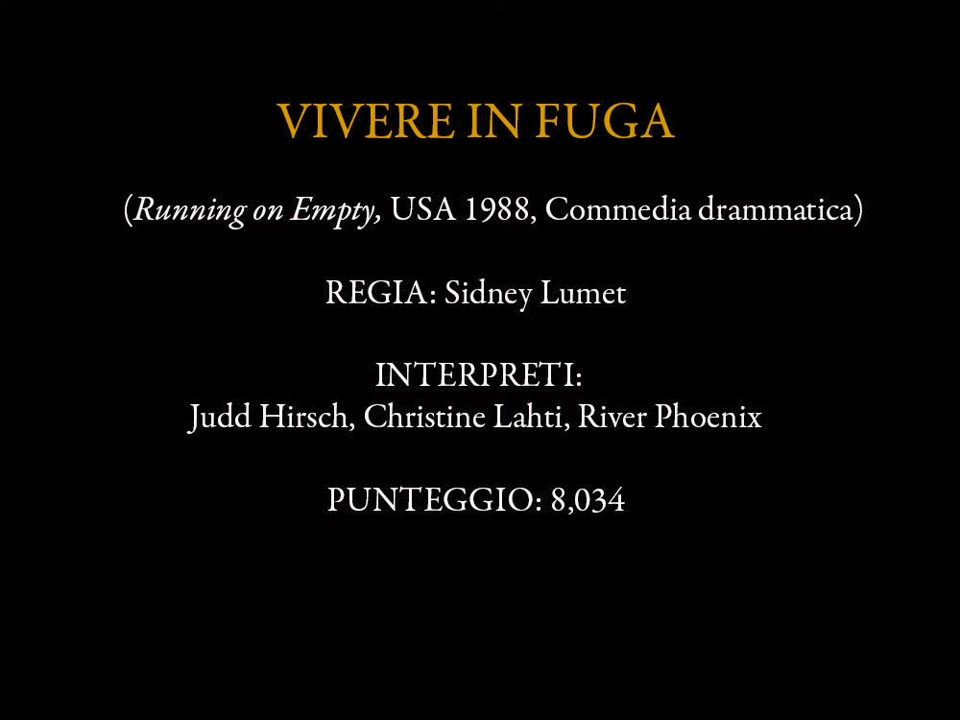 VIVERE IN FUGA
(Running on Empty, USA 1988, Commedia drammatica)
REGIA: Sidney Lumet
INTERPRETI:
Judd Hirsch, Christine Lahti, River Phoenix
PUNTEGGIO: 8,034